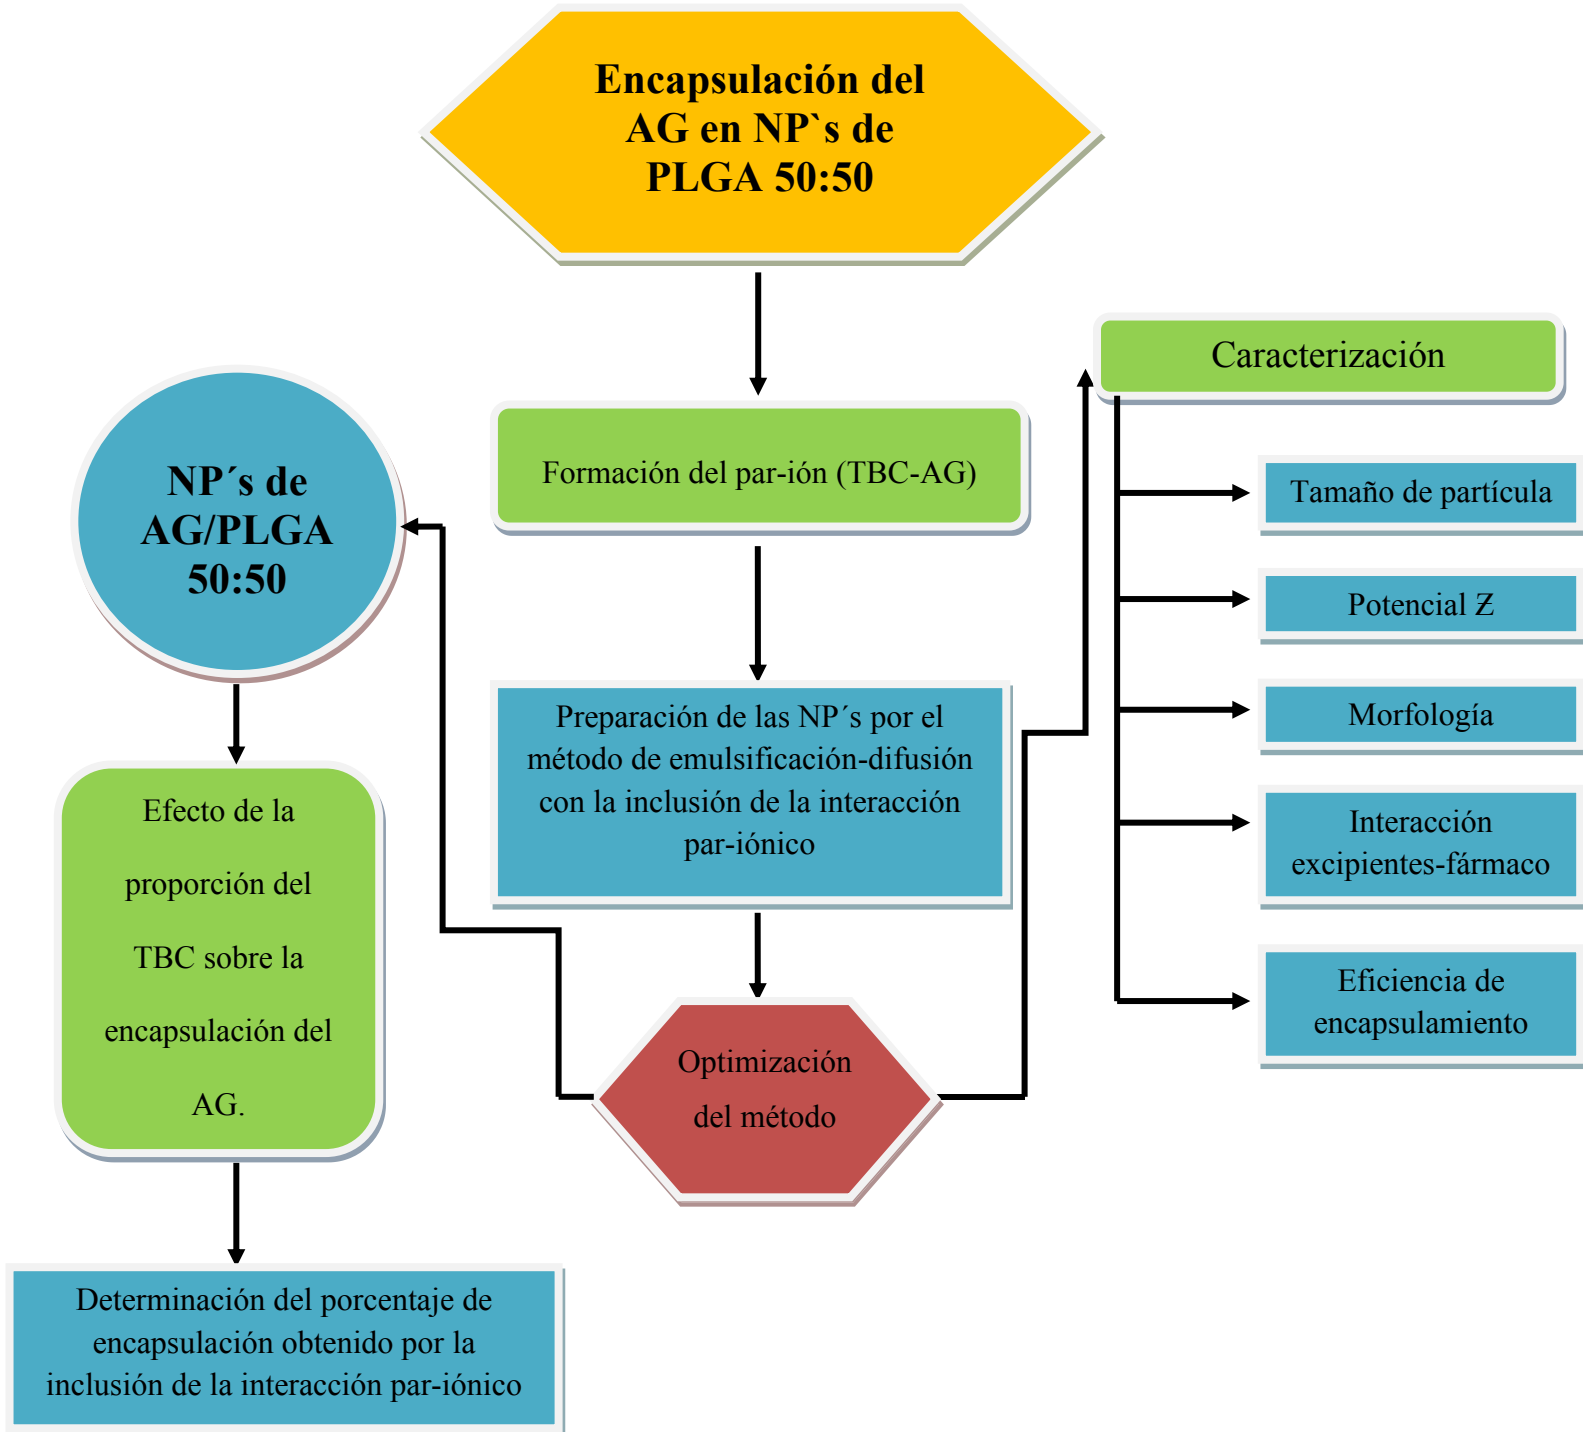 Encapsulación del
AG en NP`s de
PLGA 50:50
Caracterización
Formación del par-ión (TBC-AG)
NP´s de
AG/PLGA
50:50
Tamaño de partícula
Potencial Ƶ
Morfología
Interacción
excipientes-fármaco
Eficiencia de
encapsulamiento
Preparación de las NP´s por el
método de emulsificación-difusión
con la inclusión de la interacción
par-iónico
Efecto de la
proporción del
TBC sobre la
encapsulación del
AG.
Optimización
del método
Determinación del porcentaje de
encapsulación obtenido por la
inclusión de la interacción par-iónico